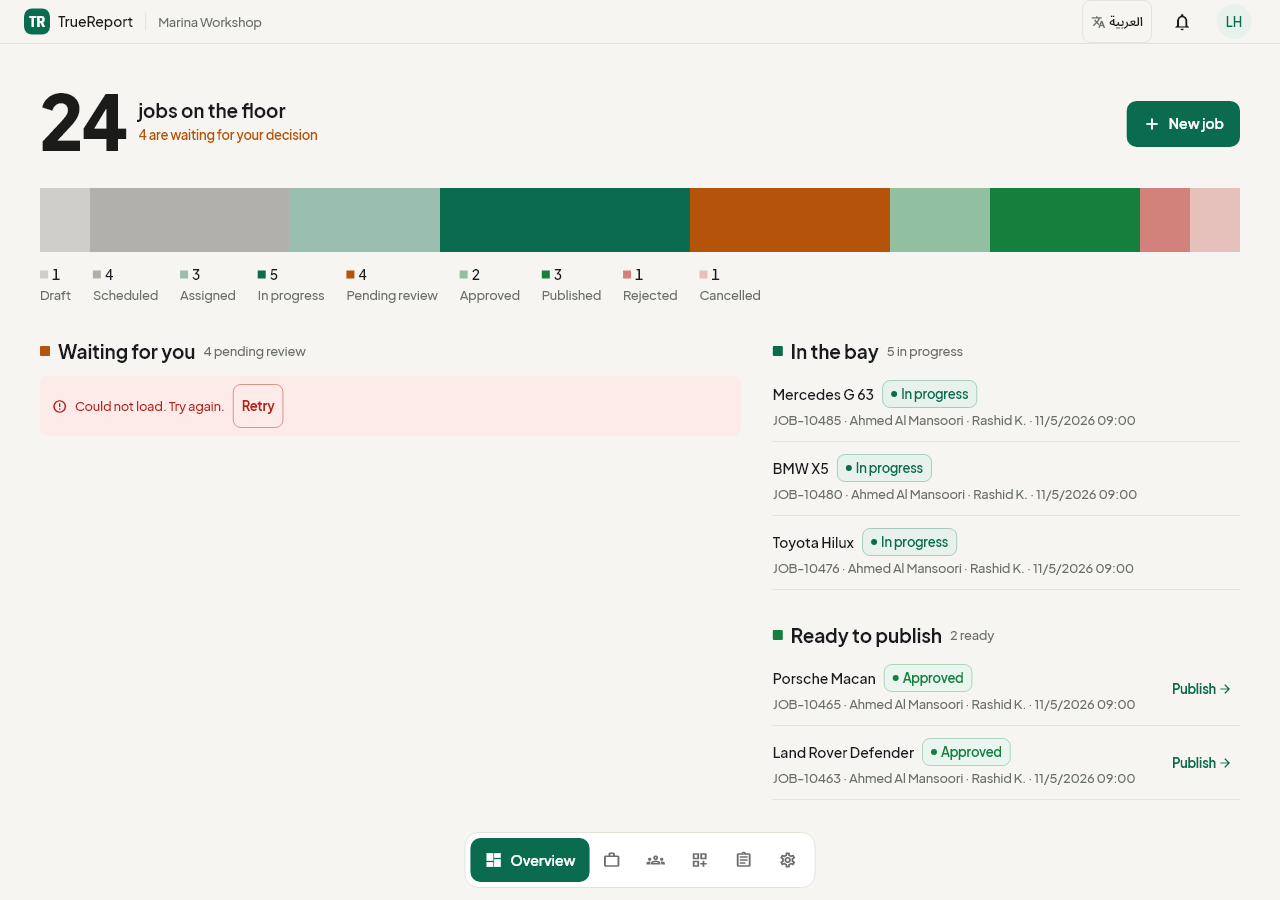 TR TrueReport Marina Workshop العربية LH
24 jobs on the floor
4 are waiting for your decision
New job
1 4 3 5 4 2 3 1 1
Draft Scheduled Assigned In progress Pending review Approved Published Rejected Cancelled
Waiting for you 4 pending review
Could not load. Try again. Retry
In the bay 5 in progress
Mercedes G 63 In progress
JOB-10485 · Ahmed Al Mansoori · Rashid K. · 11/5/2026 09:00
BMW X5 In progress
JOB-10480 · Ahmed Al Mansoori · Rashid K. · 11/5/2026 09:00
Toyota Hilux In progress
JOB-10476 · Ahmed Al Mansoori · Rashid K. · 11/5/2026 09:00
Ready to publish 2 ready
Porsche Macan Approved
JOB-10465 · Ahmed Al Mansoori · Rashid K. · 11/5/2026 09:00
Publish →
Land Rover Defender Approved
JOB-10463 · Ahmed Al Mansoori · Rashid K. · 11/5/2026 09:00
Publish →
Overview